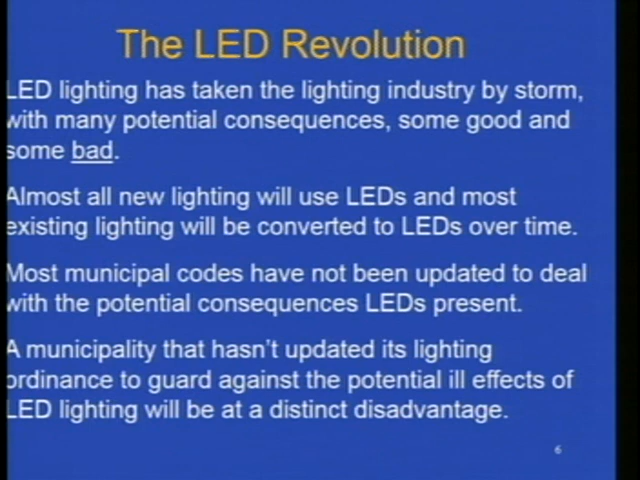 The LED Revolution
LED lighting has taken the lighting industry by storm,
with many potential consequences, some good and
some bad.
Almost all new lighting will use LEDs and most
existing lighting will be converted to LEDs over time.
Most municipal codes have not been updated to deal
with the potential consequences LEDs present.
A municipality that hasn't updated its lighting
ordinance to guard against the potential ill effects of
LED lighting will be at a distinct disadvantage.
6